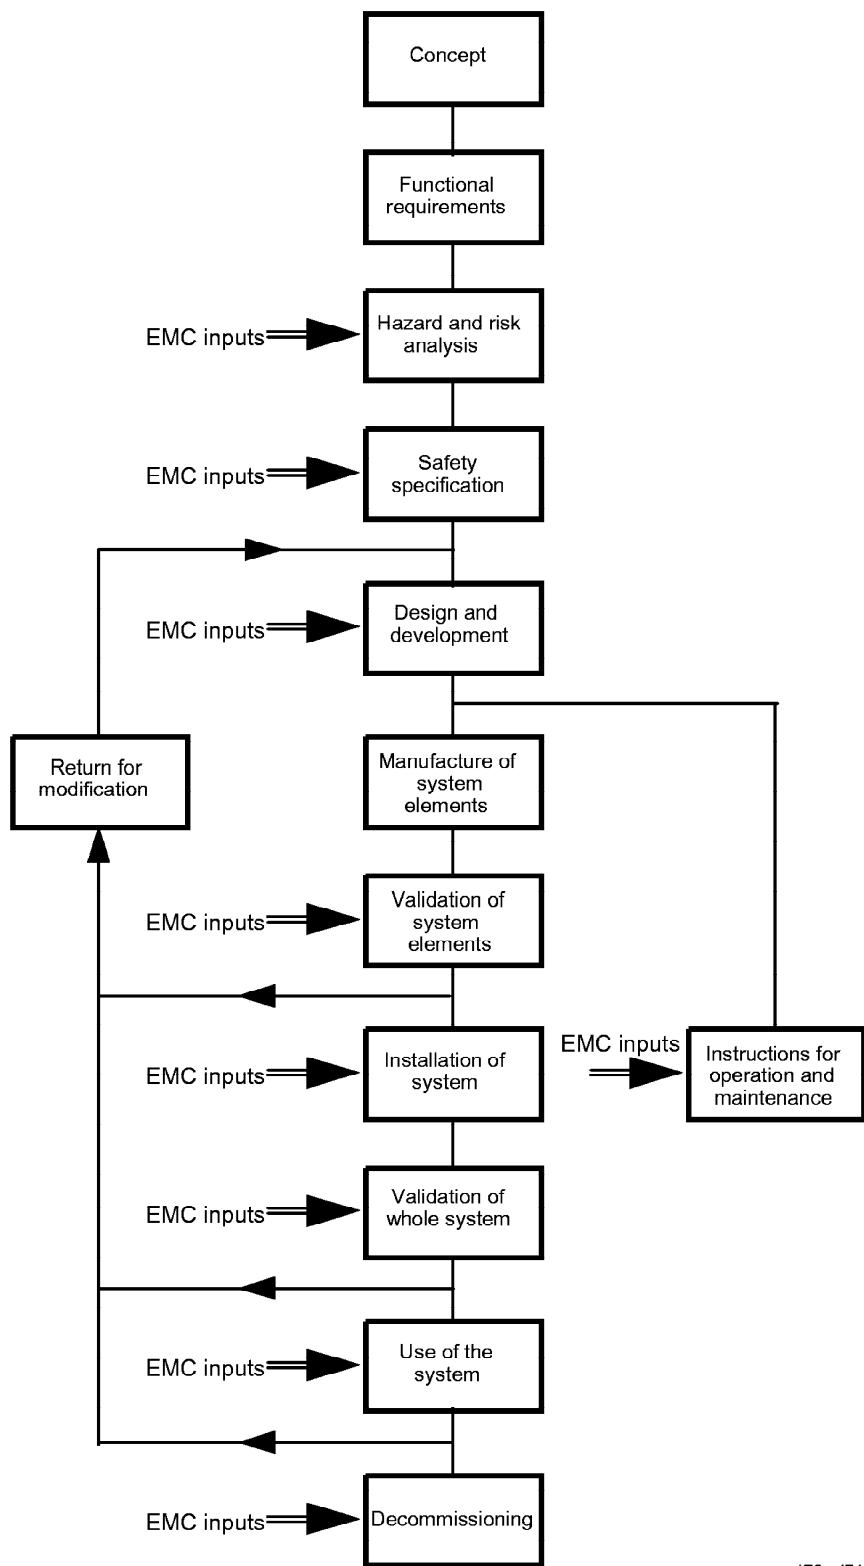 Concept
Functional
requirements
EMC inputs
Hazard and risk
analysis
EMC inputs
Safety
specification
EMC inputs
Design and
development
Return for
modification
Manufacture of
system
elements
EMC inputs
Validation of
system
elements
EMC inputs
Installation of
system
EMC inputs
Instructions for
operation and
maintenance
EMC inputs
Validation of
whole system
EMC inputs
Use of the
system
EMC inputs
Decommissioning